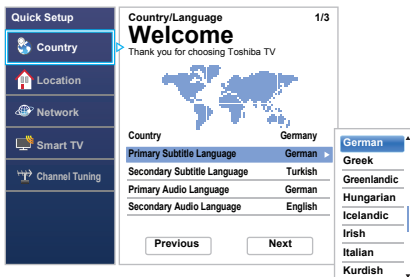 Quick Setup
Country
Location
Network
Smart TV
Channel Tuning
Country/Language 1/3
Welcome
Thank you for choosing Toshiba TV
Country Germany
Primary Subtitle Language German
Secondary Subtitle Language Turkish
Primary Audio Language German
Secondary Audio Language English
Previous Next
German
Greek
Greenlandic
Hungarian
Icelandic
Irish
Italian
Kurdish